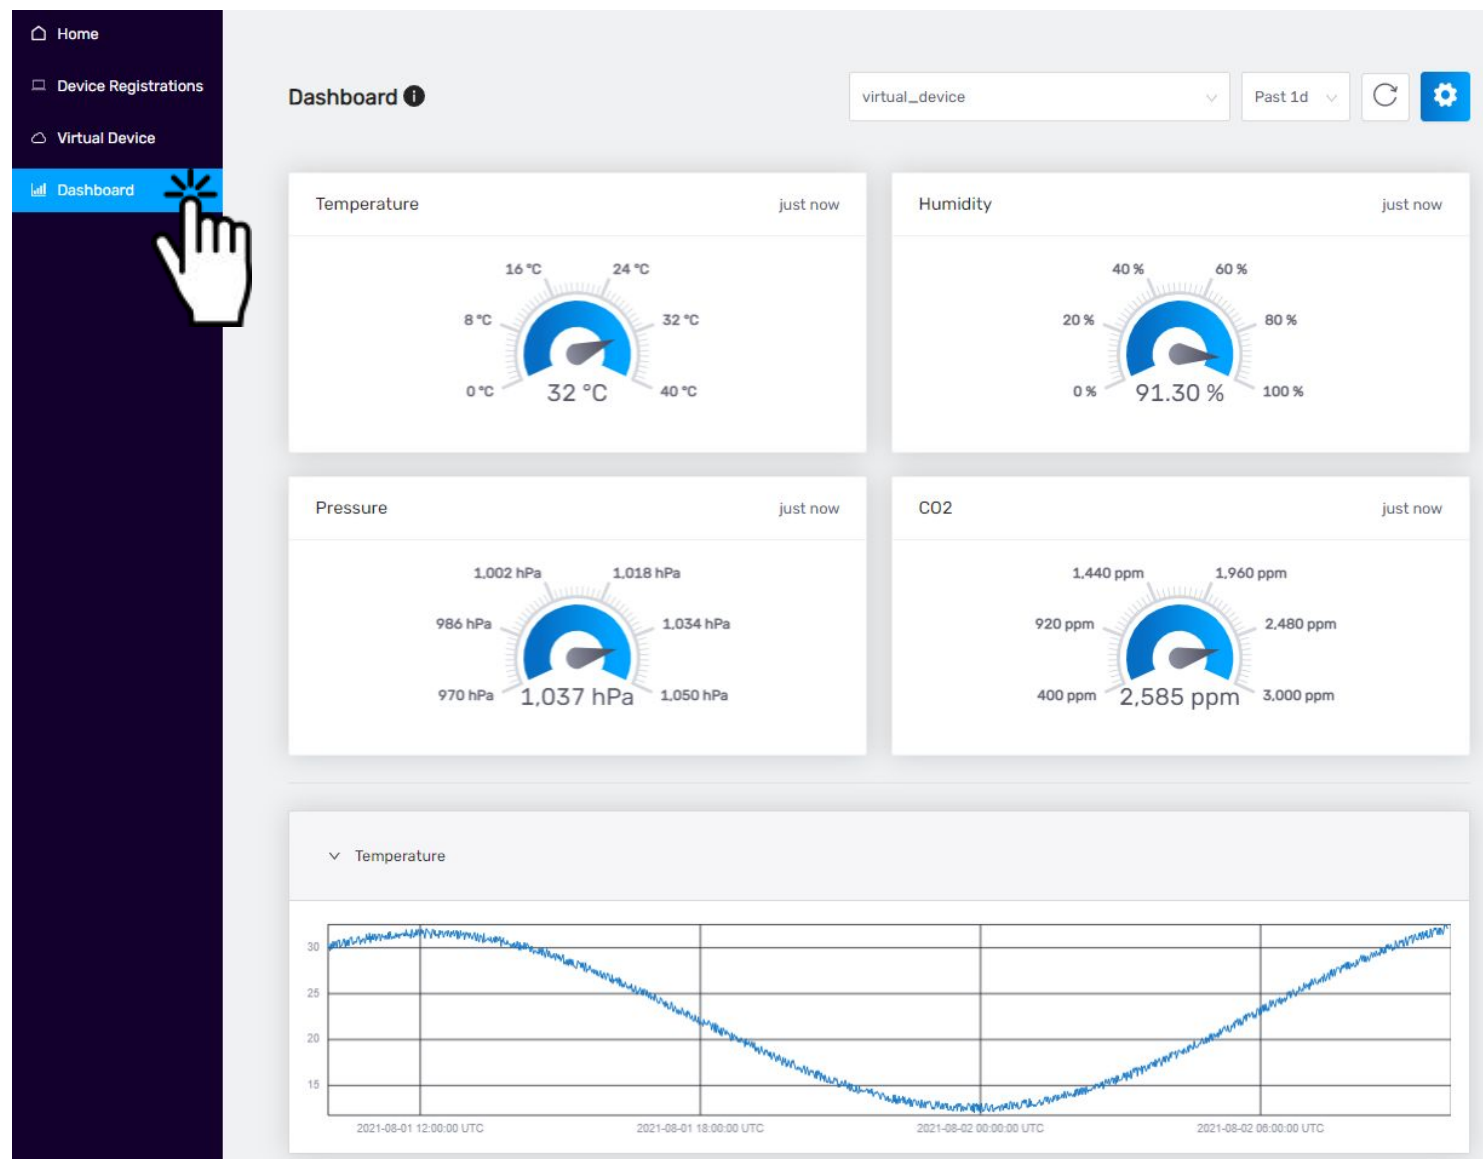 Home
Device Registrations
Virtual Device
Dashboard
Dashboard i
virtual_device
Past 1d
Temperature
just now
16 °C
24 °C
8 °C
32 °C
0 °C
32 °C
40 °C
Humidity
just now
40 %
60 %
20 %
80 %
0 %
91.30 %
100 %
Pressure
just now
1,002 hPa
1,018 hPa
986 hPa
1,034 hPa
970 hPa
1,037 hPa
1,050 hPa
CO2
just now
1,440 ppm
1,960 ppm
920 ppm
2,480 ppm
400 ppm
2,585 ppm
3,000 ppm
Temperature
30
25
20
15
2021-08-01 12:00:00 UTC
2021-08-01 18:00:00 UTC
2021-08-02 00:00:00 UTC
2021-08-02 06:00:00 UTC